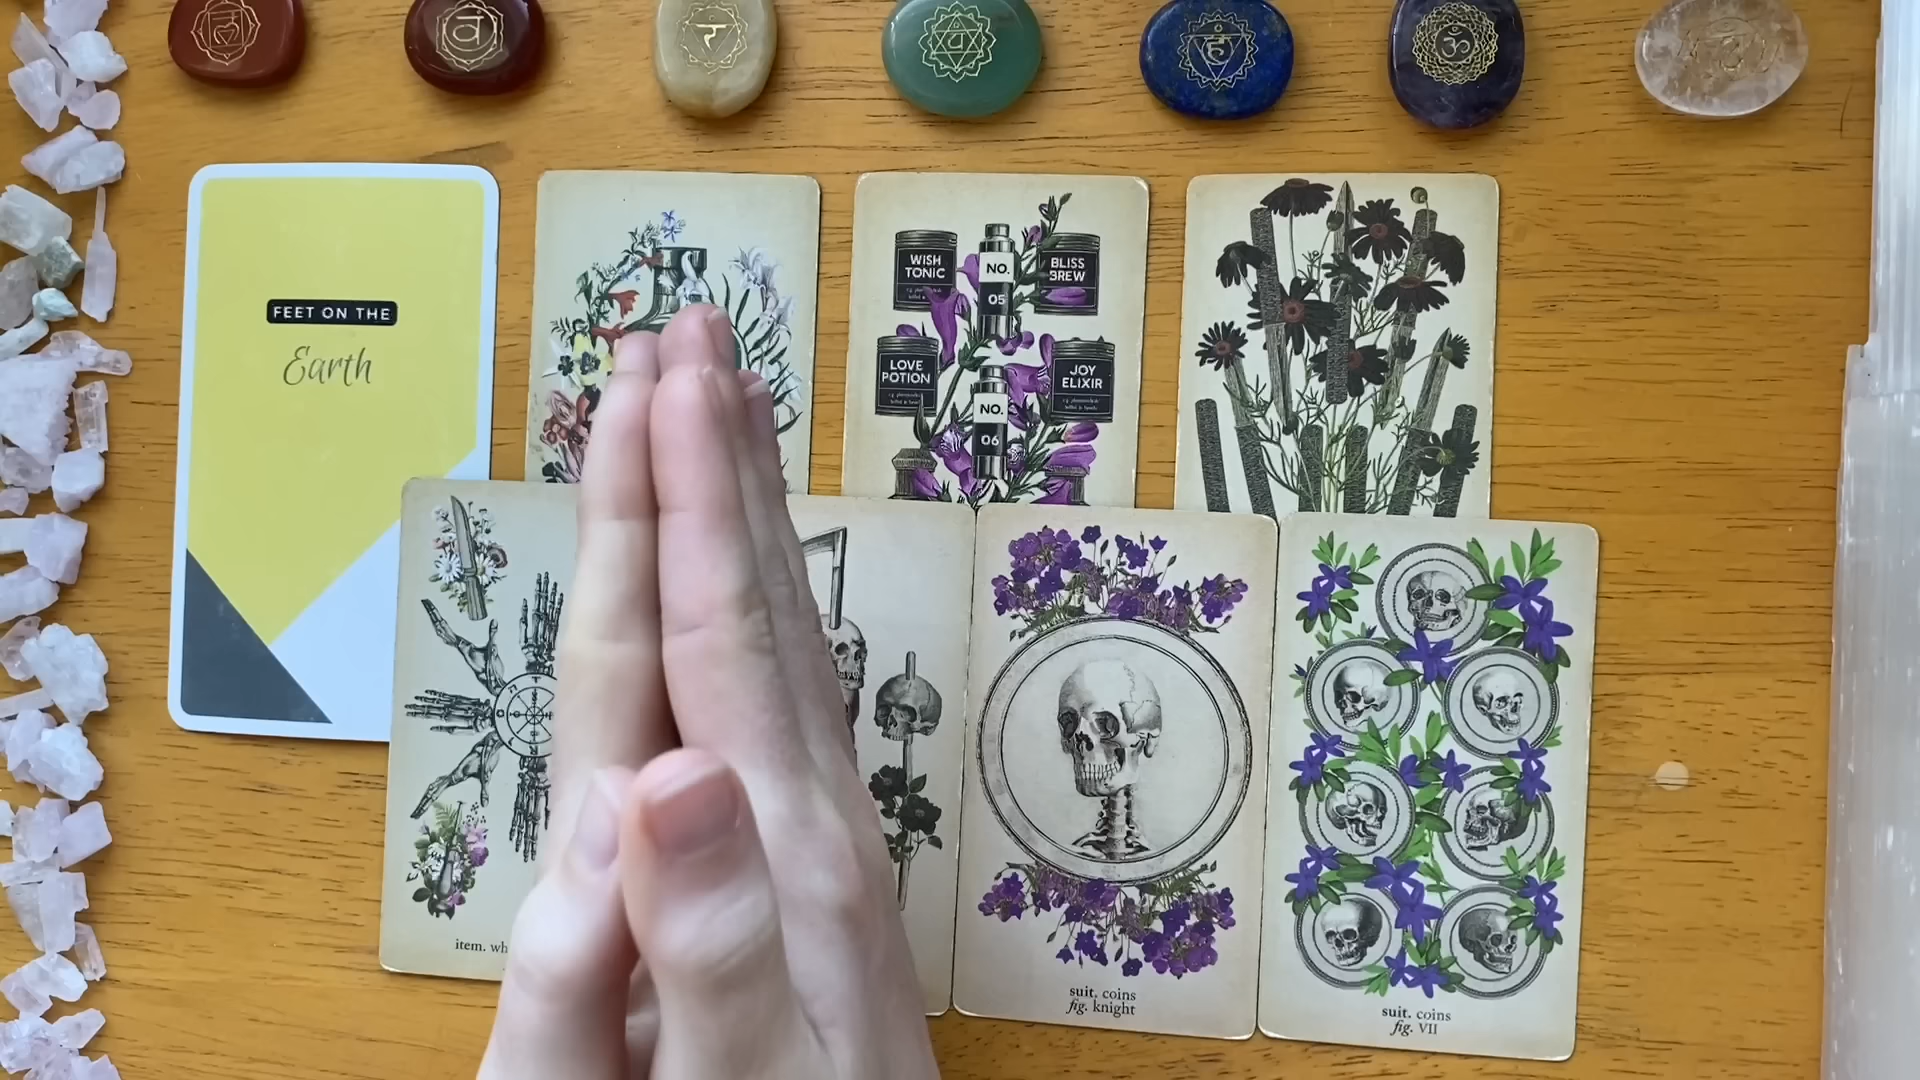 FEET ON THE
Earth
WISH
TONIC
NO.
05
BLISS
BREW
LOVE
POTION
NO.
06
JOY
ELIXIR
item. wh
suit. coins
fig. knight
suit. coins
fig. VII